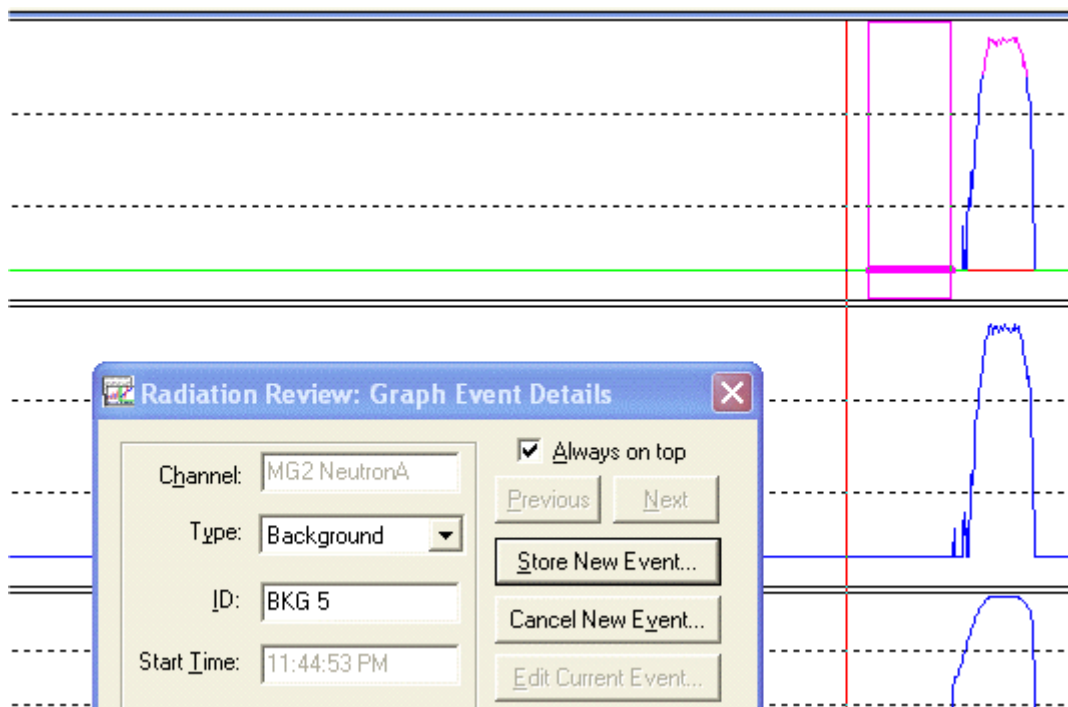 Radiation Review: Graph Event Details
Always on top
Channel: MG2 NeutronA
Previous Next
Type: Background
Store New Event...
ID: BKG 5
Cancel New Event...
Start Time: 11:44:53 PM
Edit Current Event...